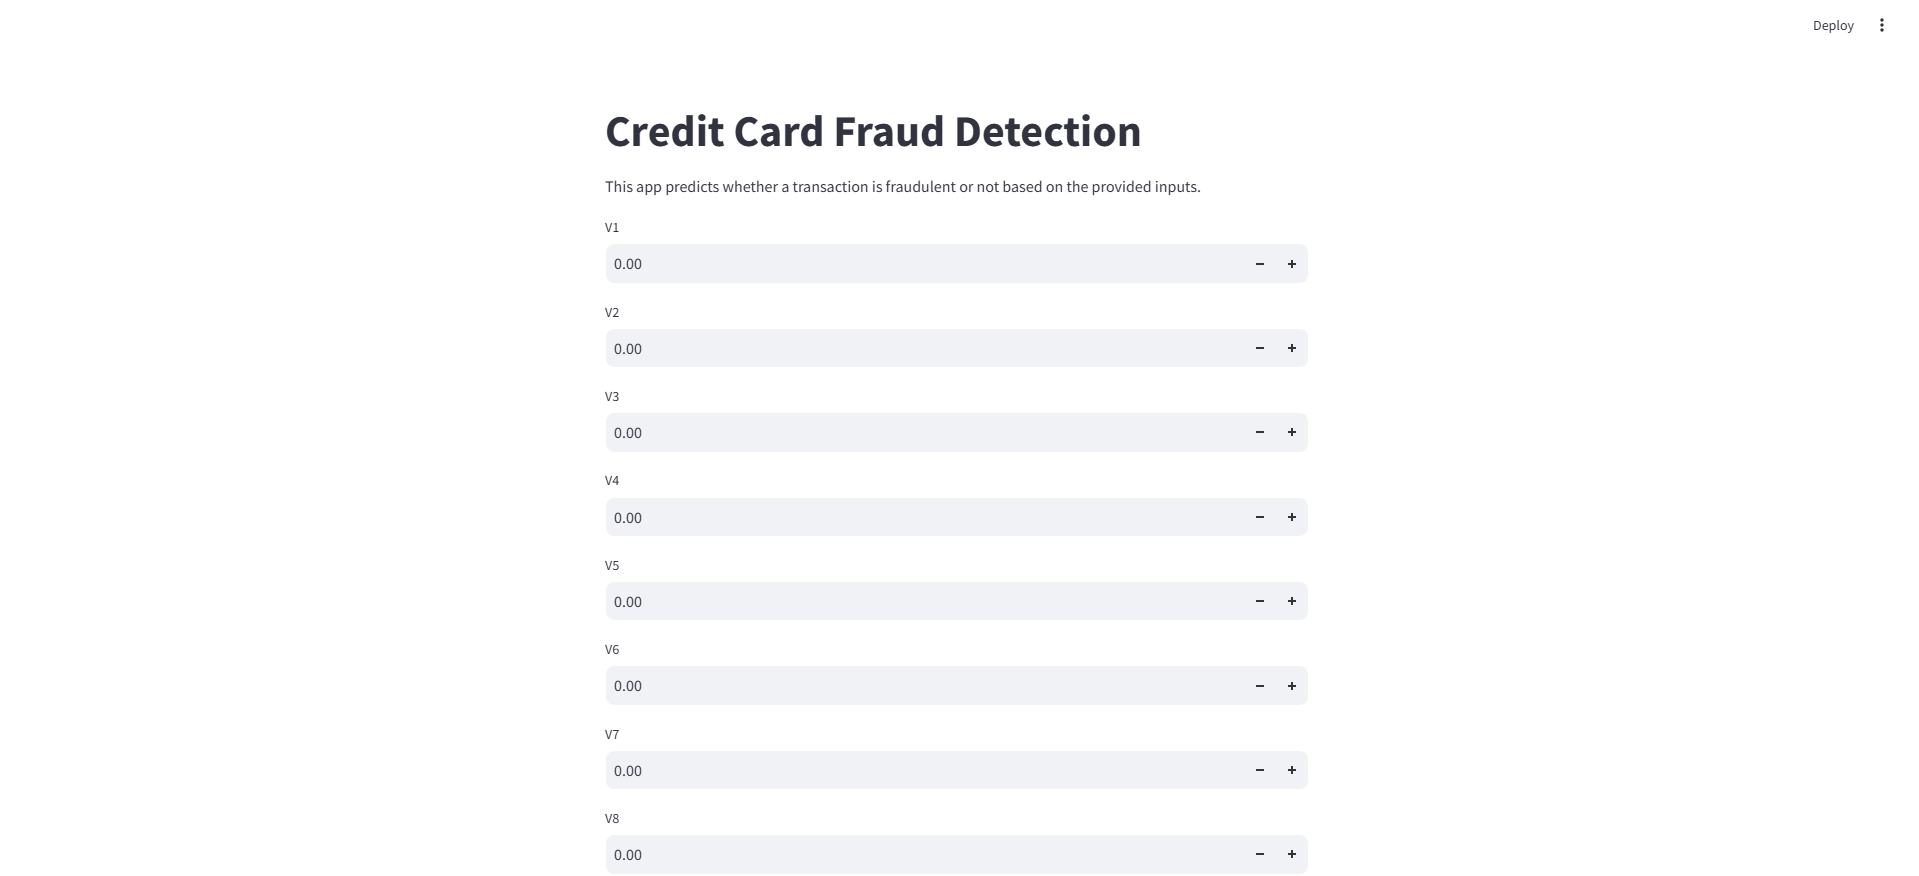 Deploy
Credit Card Fraud Detection
This app predicts whether a transaction is fraudulent or not based on the provided inputs.
V1
0.00
V2
0.00
V3
0.00
V4
0.00
V5
0.00
V6
0.00
V7
0.00
V8
0.00